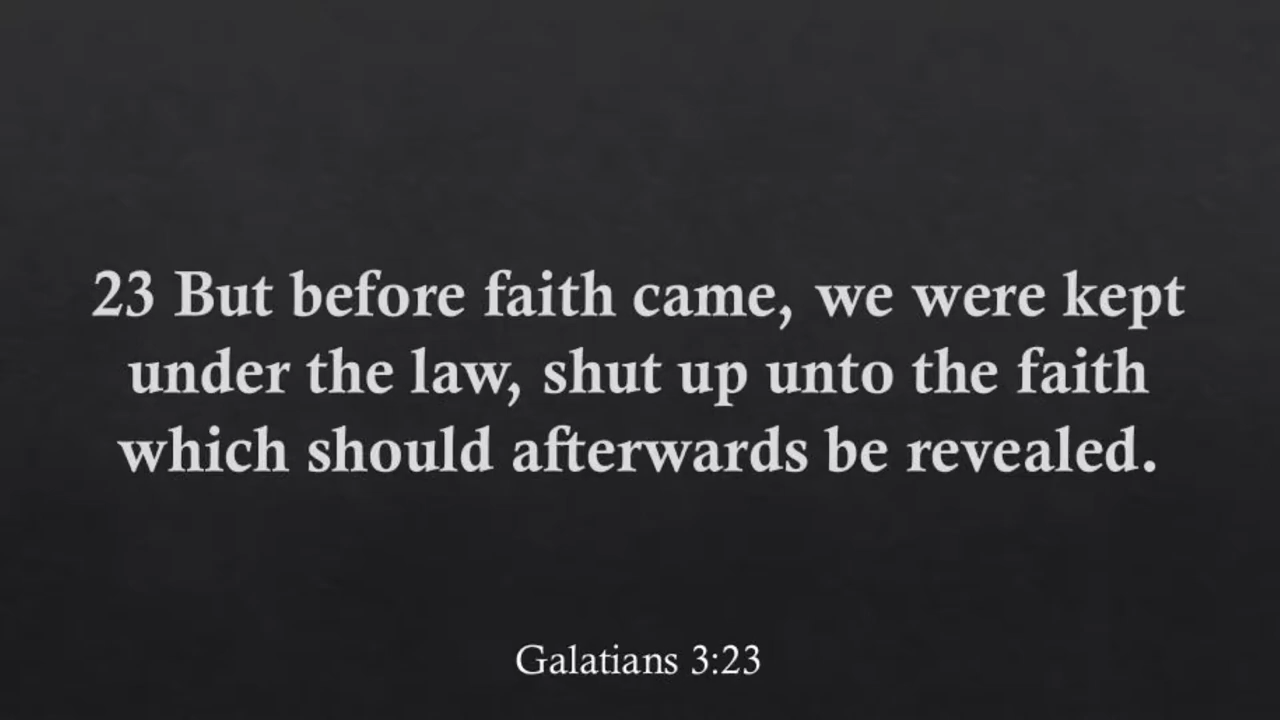 23 But before faith came, we were kept
under the law, shut up unto the faith
which should afterwards be revealed.
Galatians 3:23